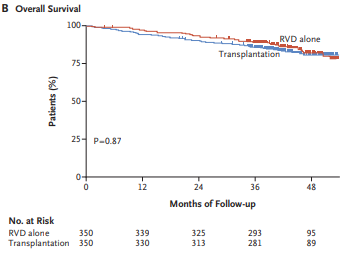 B Overall Survival
100
RVD alone
Transplantation
75
50
25
0
Patients (%)
P=0.87
0 12 24 36 48
Months of Follow-up
No. at Risk
RVD alone 350 339 325 293 95
Transplantation 350 330 313 281 89